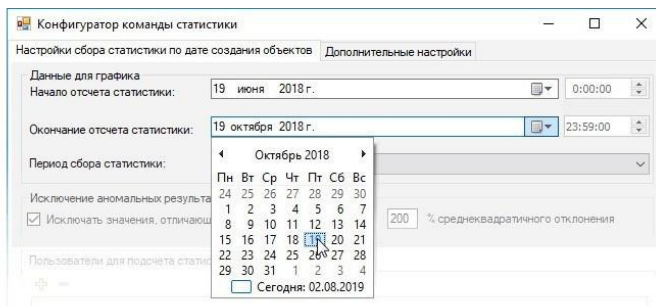 Конфигуратор команды статистики
Настройки сбора статистики по дате создания объектов Дополнительные настройки
Данные для графика
Начало отсчета статистики: 19 июня 2018 г. 0:00:00
Окончание отсчета статистики: 19 октября 2018 г. 23:59:00
Период сбора статистики:
Октябрь 2018
Пн Вт Ср Чт Пт Сб Вс
24 25 26 27 28 29 30
1 2 3 4 5 6 7
8 9 10 11 12 13 14
15 16 17 18 19 20 21
22 23 24 25 26 27 28
29 30 31 1 2 3 4
Сегодня: 02.08.2019
Исключение аномальных результа
Исключать значения, отличающ 200 % среднеквадратичного отклонения
Пользователи для подсчета статис